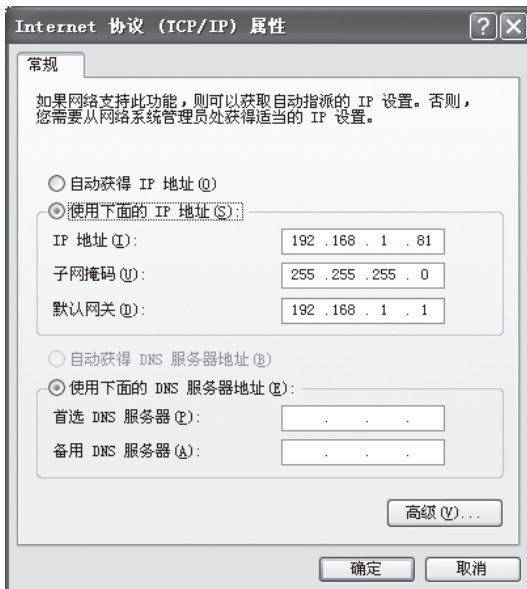 Internet 协议 (TCP/IP) 属性
常规
如果网络支持此功能，则可以获取自动指派的 IP 设置。否则，
您需要从网络系统管理员处获得适当的 IP 设置。
自动获得 IP 地址(O)
使用下面的 IP 地址(S):
IP 地址(I): 192 .168 . 1 . 81
子网掩码(U): 255 .255 .255 . 0
默认网关(D): 192 .168 . 1 . 1
自动获得 DNS 服务器地址(B)
使用下面的 DNS 服务器地址(E):
首选 DNS 服务器(P): . . .
备用 DNS 服务器(A): . . .
高级(V)...
确定 取消